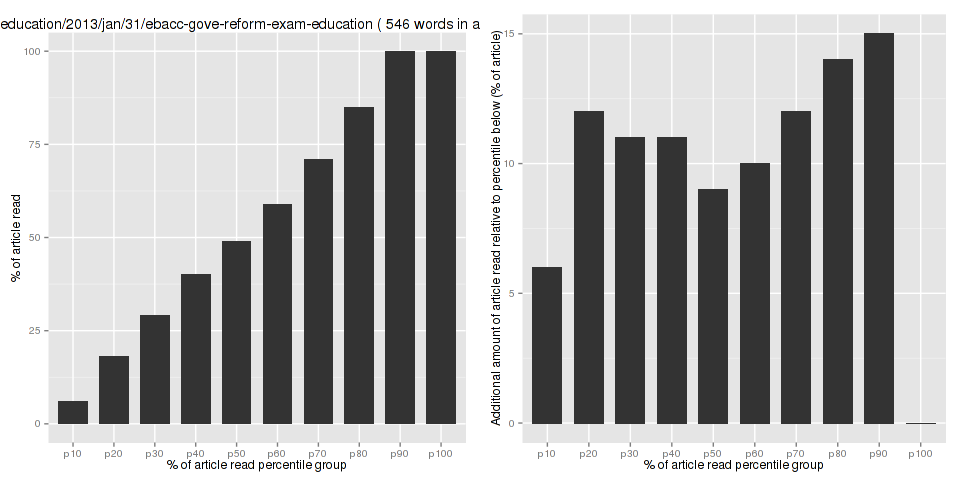 education/2013/jan/31/ebacc-gove-reform-exam-education ( 546 words in a
% of article read
100
75
50
25
0
p10 p20 p30 p40 p50 p60 p70 p80 p90 p100
% of article read percentile group
Additional amount of article read relative to percentile below (% of article)
15
10
5
0
p10 p20 p30 p40 p50 p60 p70 p80 p90 p100
% of article read percentile group